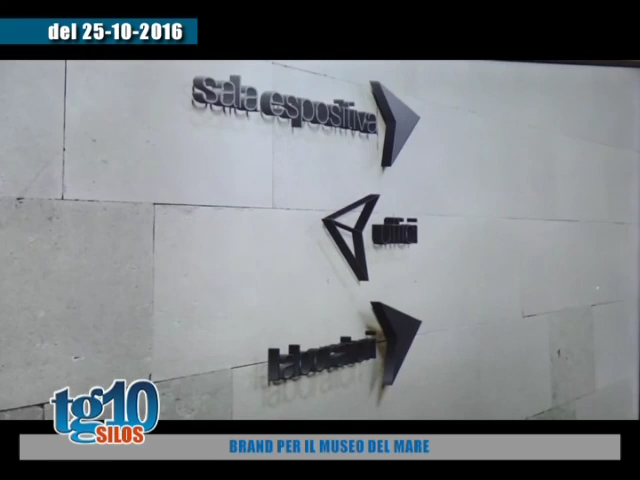 del 25-10-2016
sala espositiva
uffici
laboratori
tg10
SILOS
BRAND PER IL MUSEO DEL MARE